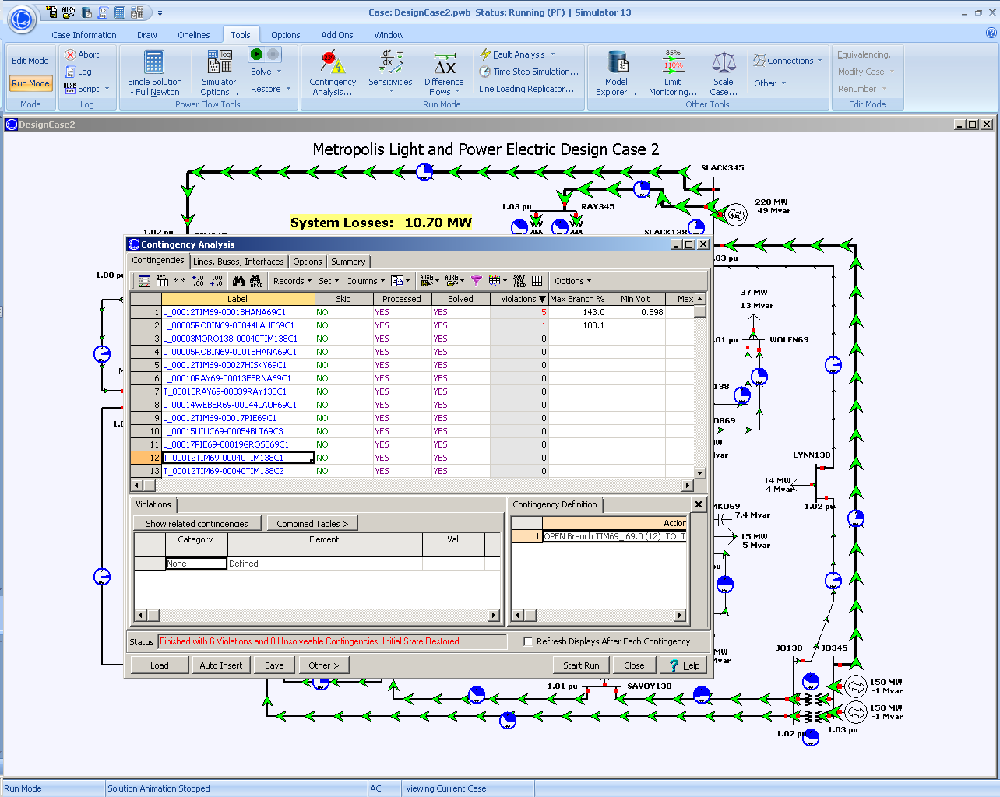 Case: DesignCase2.pwb Status: Running (PF) | Simulator 13
Case Information Draw Onelines Tools Options Add Ons Window
Edit Mode
Run Mode
Mode
Abort
Log
Script
Log
Single Solution
- Full Newton
Simulator
Options...
Solve
Restore
Power Flow Tools
Contingency
Analysis...
Sensitivities
Difference
Flows
Fault Analysis
Time Step Simulation...
Line Loading Replicator...
Run Mode
Model
Explorer...
85%
110%
Limit
Monitoring...
Scale
Case...
Connections
Other
Other Tools
Equivalencing...
Modify Case
Renumber
Edit Mode
DesignCase2
Metropolis Light and Power Electric Design Case 2
SLACK345
220 MW
49 Mvar
1.03 pu
RAY345
System Losses: 10.70 MW
1.02 pu
SLACK138
.03 pu
1.00 pu
37 MW
13 Mvar
.01 pu
WOLEN69
138
DB69
LYNN138
14 MW
4 Mvar
1.02 pu
7.4 Mvar
15 MW
5 Mvar
Contingency Analysis
Contingencies Lines, Buses, Interfaces Options Summary
Records Set Columns Options
Label Skip Processed Solved Violations Max Branch % Min Volt Max
1 L_00012TIM69-00018HANA69C1 NO YES YES 5 143.0 0.898
2 L_00005ROBIN69-00044LAUF69C1 NO YES YES 1 103.1
3 L_00003MORO138-00040TIM138C1 NO YES YES 0
4 L_00005ROBIN69-00018HANA69C1 NO YES YES 0
5 L_00012TIM69-00027HISKY69C1 NO YES YES 0
6 L_00010RAY69-00013FERNA69C1 NO YES YES 0
7 T_00010RAY69-00039RAY138C1 NO YES YES 0
8 L_00014WEBER69-00044LAUF69C1 NO YES YES 0
9 L_00012TIM69-00017PIE69C1 NO YES YES 0
10 L_00015UIUC69-00054BLT69C3 NO YES YES 0
11 L_00017PIE69-00019GROSS69C1 NO YES YES 0
12 T_00012TIM69-00040TIM138C1 NO YES YES 0
13 T_00012TIM69-00040TIM138C2 NO YES YES 0
Violations
Show related contingencies Combined Tables >
Category Element Val
None Defined
Contingency Definition
Action
1 OPEN Branch TIM69_ 69.0 (12) TO T
Status Finished with 6 Violations and 0 Unsolveable Contingencies. Initial State Restored.
Refresh Displays After Each Contingency
Load Auto Insert Save Other > Start Run Close Help
JO138 JO345
1.01 pu
SAVOY138
150 MW
-1 Mvar
150 MW
-1 Mvar
1.02 pu
1.03 pu
Run Mode Solution Animation Stopped AC Viewing Current Case